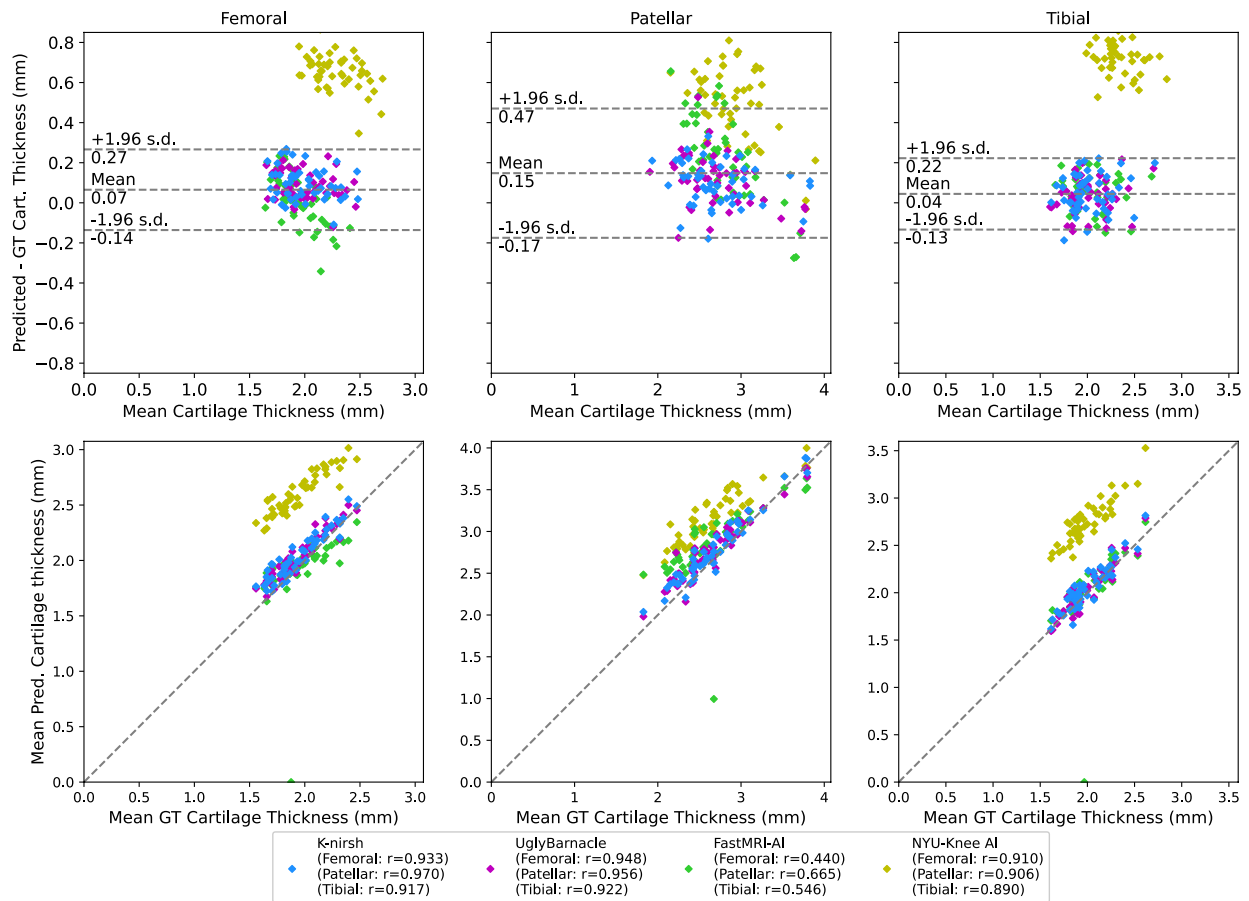 Femoral
Patellar
Tibial
Predicted - GT Cart. Thickness (mm)
0.8
0.6
0.4
0.2
0.0
−0.2
−0.4
−0.6
−0.8
+1.96 s.d.
0.27
Mean
0.07
-1.96 s.d.
-0.14
+1.96 s.d.
0.47
Mean
0.15
-1.96 s.d.
-0.17
+1.96 s.d.
0.22
Mean
0.04
-1.96 s.d.
-0.13
0.0 0.5 1.0 1.5 2.0 2.5 3.0
0 1 2 3 4
0.0 0.5 1.0 1.5 2.0 2.5 3.0 3.5
Mean Cartilage Thickness (mm)
Mean Cartilage Thickness (mm)
Mean Cartilage Thickness (mm)
Mean Pred. Cartilage thickness (mm)
3.0
2.5
2.0
1.5
1.0
0.5
0.0
4.0
3.5
3.0
2.5
2.0
1.5
1.0
0.5
0.0
3.5
3.0
2.5
2.0
1.5
1.0
0.5
0.0
0.0 0.5 1.0 1.5 2.0 2.5 3.0
0 1 2 3 4
0.0 0.5 1.0 1.5 2.0 2.5 3.0 3.5
Mean GT Cartilage Thickness (mm)
Mean GT Cartilage Thickness (mm)
Mean GT Cartilage Thickness (mm)
K-nirsh
(Femoral: r=0.933)
(Patellar: r=0.970)
(Tibial: r=0.917)
UglyBarnacle
(Femoral: r=0.948)
(Patellar: r=0.956)
(Tibial: r=0.922)
FastMRI-AI
(Femoral: r=0.440)
(Patellar: r=0.665)
(Tibial: r=0.546)
NYU-Knee AI
(Femoral: r=0.910)
(Patellar: r=0.906)
(Tibial: r=0.890)